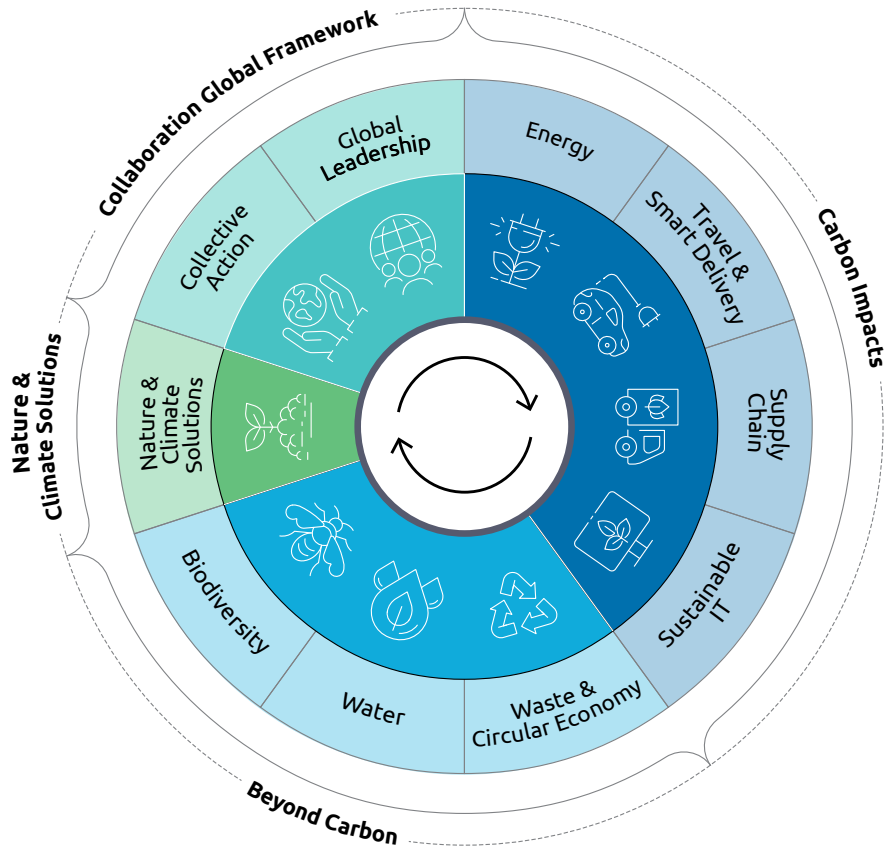 Collaboration Global Framework
Carbon Impacts
Beyond Carbon
Nature &
Climate Solutions
Global
Leadership
Energy
Travel &
Smart Delivery
Supply
Chain
Sustainable
IT
Waste &
Circular Economy
Water
Biodiversity
Nature &
Climate
Solutions
Collective
Action